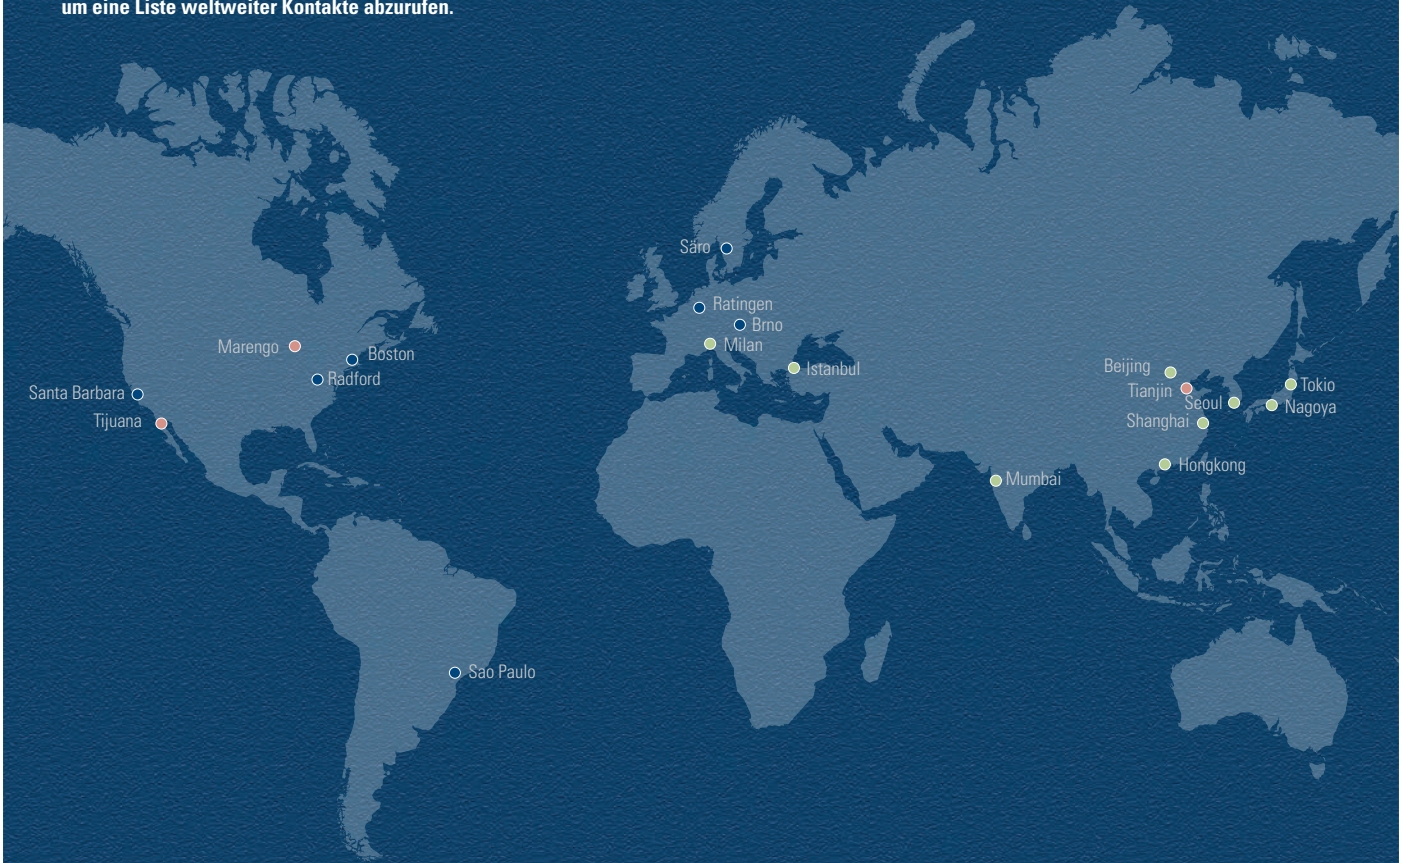 um eine Liste weltweiter Kontakte abzurufen.
Säro
Ratingen
Brno
Milan
Istanbul
Marengo
Boston
Radford
Santa Barbara
Tijuana
Beijing
Tianjin
Seoul
Tokio
Nagoya
Shanghai
Hongkong
Mumbai
Sao Paulo